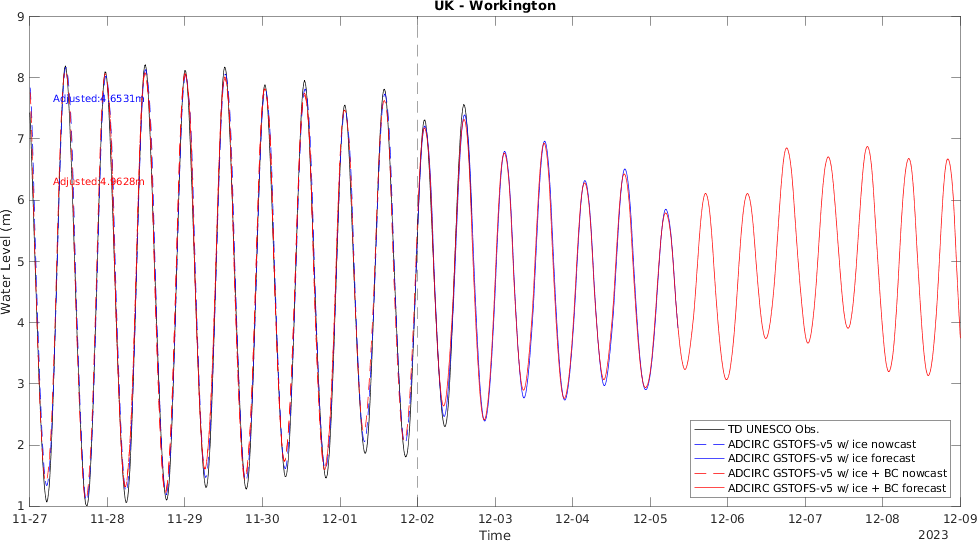 UK - Workington
9
8
7
6
5
4
3
2
1
Water Level (m)
Adjusted:4.6531m
Adjusted:4.9628m
TD UNESCO Obs.
ADCIRC GSTOFS-v5 w/ ice nowcast
ADCIRC GSTOFS-v5 w/ ice forecast
ADCIRC GSTOFS-v5 w/ ice + BC nowcast
ADCIRC GSTOFS-v5 w/ ice + BC forecast
11-27 11-28 11-29 11-30 12-01 12-02 12-03 12-04 12-05 12-06 12-07 12-08 12-09
Time
2023